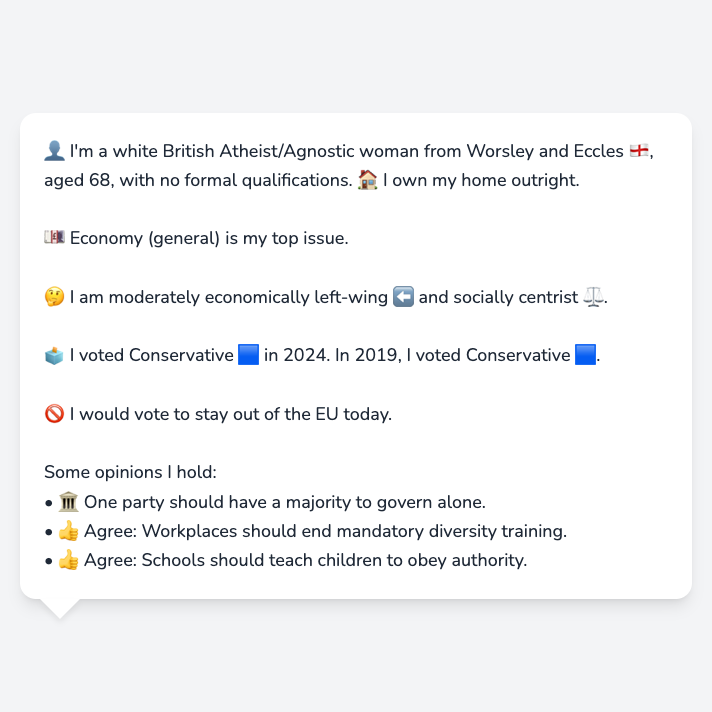 👤 I'm a white British Atheist/Agnostic woman from Worsley and Eccles 🏴󠁧󠁢󠁥󠁮󠁧󠁿,
aged 68, with no formal qualifications. 🏠 I own my home outright.
💷 Economy (general) is my top issue.
🤔 I am moderately economically left-wing ⬅️ and socially centrist ⚖️.
🗳️ I voted Conservative 🟦 in 2024. In 2019, I voted Conservative 🟦.
🚫 I would vote to stay out of the EU today.
Some opinions I hold:
• 🏛️ One party should have a majority to govern alone.
• 👍 Agree: Workplaces should end mandatory diversity training.
• 👍 Agree: Schools should teach children to obey authority.